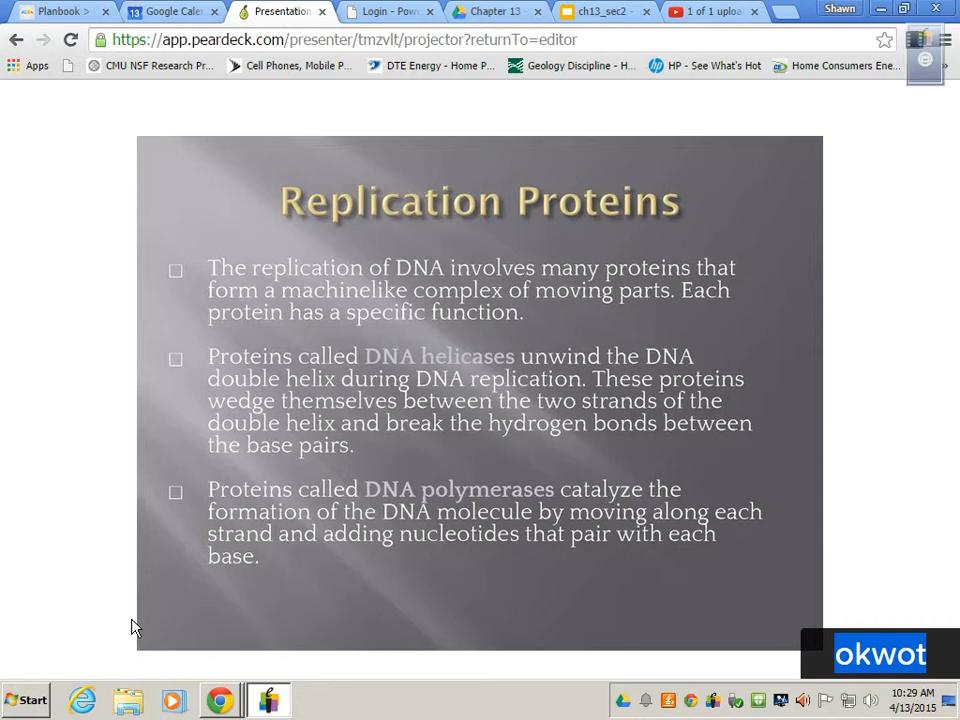 Planbook >
Google Cale
Presentation
Login - Pow
Chapter 13 -
ch13_sec2 -
1 of 1 uploa
Shawn
https://app.peardeck.com/presenter/tmzvlt/projector?returnTo=editor
Apps
CMU NSF Research Pr...
Cell Phones, Mobile P...
DTE Energy - Home P...
Geology Discipline - H...
HP - See What's Hot
Home Consumers Ene...
»
Replication Proteins
The replication of DNA involves many proteins that
form a machinelike complex of moving parts. Each
protein has a specific function.
Proteins called DNA helicases unwind the DNA
double helix during DNA replication. These proteins
wedge themselves between the two strands of the
double helix and break the hydrogen bonds between
the base pairs.
Proteins called DNA polymerases catalyze the
formation of the DNA molecule by moving along each
strand and adding nucleotides that pair with each
base.
okwot
Start
10:29 AM
4/13/2015